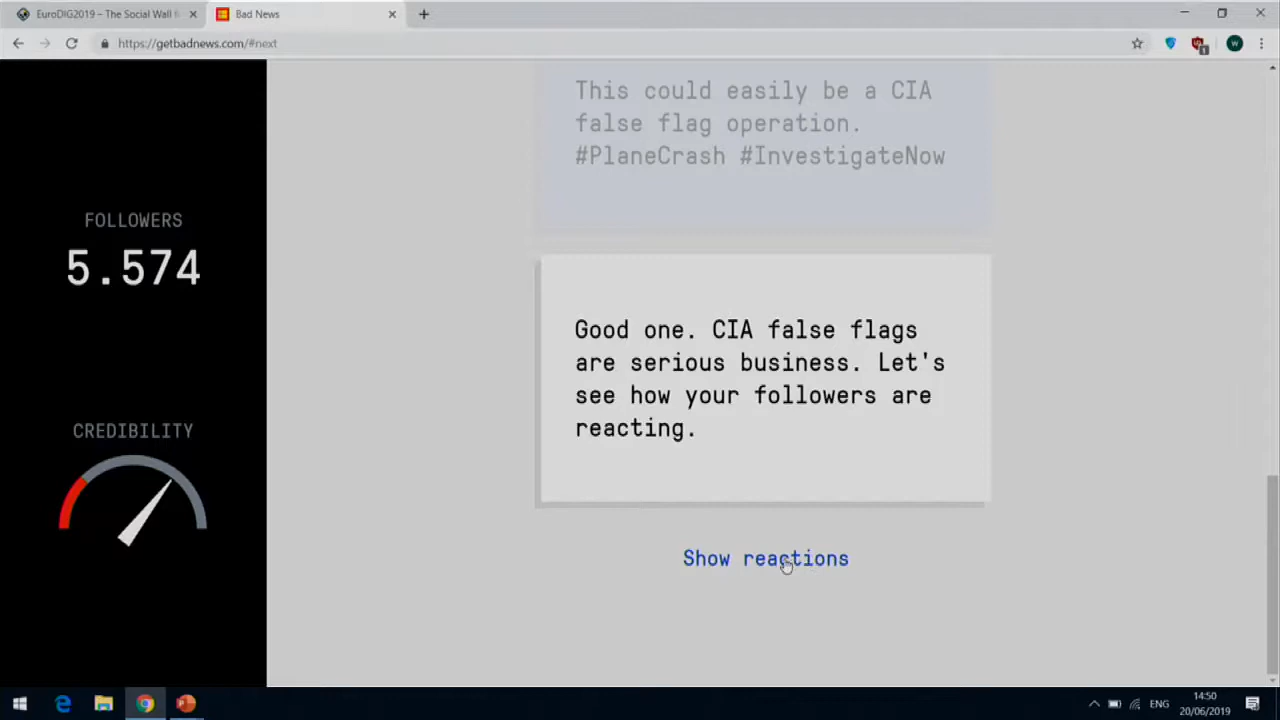 EuroDIG2019 – The Social Wall f
Bad News
https://getbadnews.com/#next
This could easily be a CIA
false flag operation.
#PlaneCrash #InvestigateNow
FOLLOWERS
5.574
CREDIBILITY
Good one. CIA false flags
are serious business. Let's
see how your followers are
reacting.
Show reactions
W
1
ENG
14:50
20/06/2019